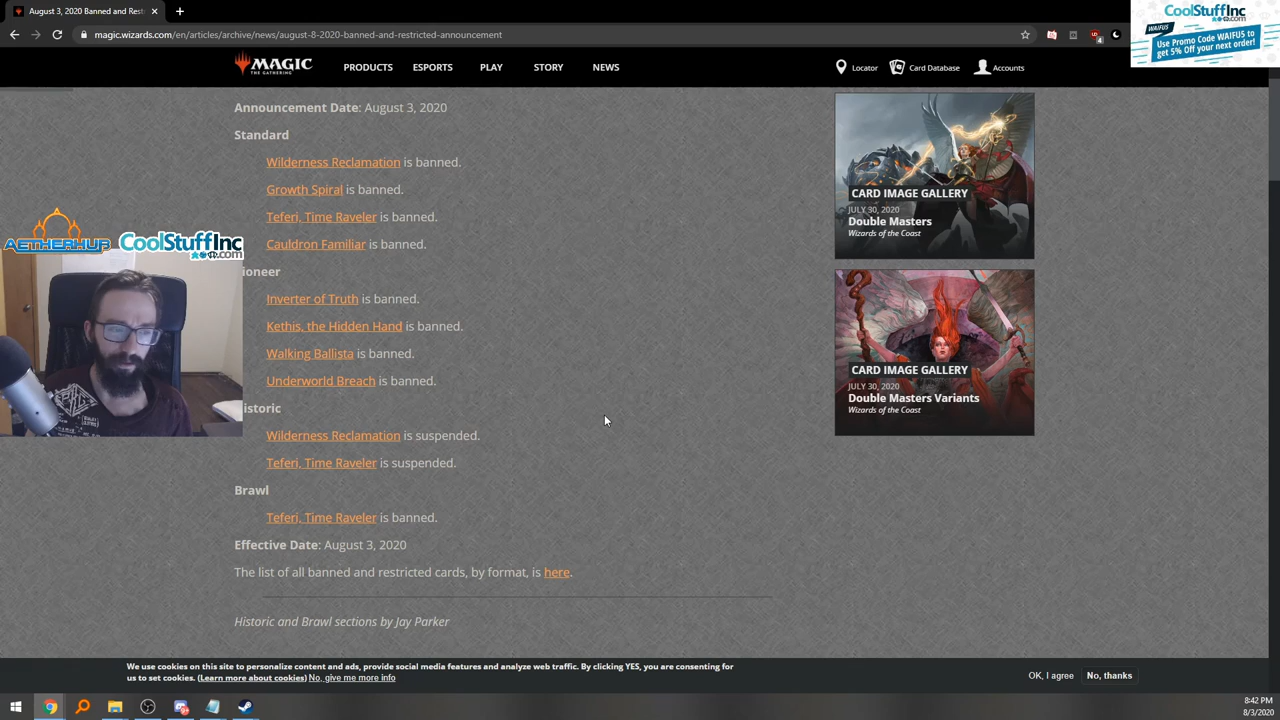 August 3, 2020 Banned and Rest
magic.wizards.com/en/articles/archive/news/august-8-2020-banned-and-restricted-announcement
CoolStuffInc
.com
WAIFUS
Use Promo Code WAIFU5 to
get 5% Off your next order!
MAGIC
THE GATHERING
PRODUCTS
ESP
PLAY
STORY
NEWS
Locator
Card Database
Accounts
Announcement Date: August 3, 2020
Standard
Wilderness Reclamation is banned.
Growth Spiral is banned.
Teferi, Time Raveler is banned.
Cauldron Familiar is banned.
ioneer
Inverter of Truth is banned.
Kethis, the Hidden Hand is banned.
Walking Ballista is banned.
Underworld Breach is banned.
istoric
Wilderness Reclamation is suspended.
Teferi, Time Raveler is suspended.
Brawl
Teferi, Time Raveler is banned.
Effective Date: August 3, 2020
The list of all banned and restricted cards, by format, is here.
Historic and Brawl sections by Jay Parker
CARD IMAGE GALLERY
JULY 30, 2020
Double Masters
Wizards of the Coast
CARD IMAGE GALLERY
JULY 30, 2020
Double Masters Variants
Wizards of the Coast
AETHERHUB
CoolStuffInc
.com
We use cookies on this site to personalize content and ads, provide social media features and analyze web traffic. By clicking YES, you are consenting for
us to set cookies. (Learn more about cookies) No, give me more info
OK, I agree
No, thanks
8:42 PM
8/3/2020